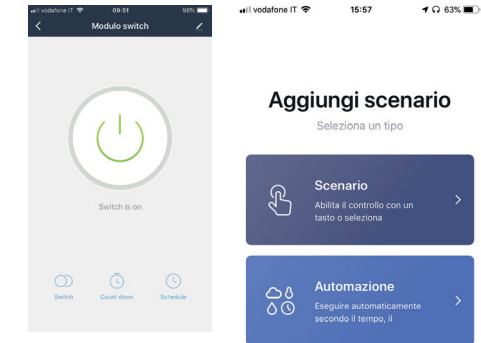 vodafone IT 09:51 98%
Modulo switch
Switch is on
Switch Count down Schedule
vodafone IT 15:57 63%
Aggiungi scenario
Seleziona un tipo
Scenario
Abilita il controllo con un
tasto o seleziona
Automazione
Eseguire automaticamente
secondo il tempo, il